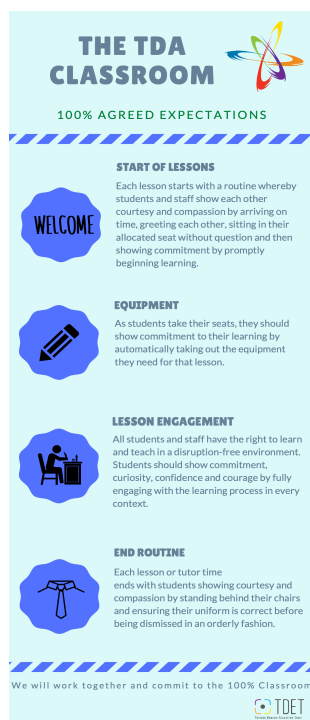 THE TDA
CLASSROOM
100% AGREED EXPECTATIONS
START OF LESSONS
Each lesson starts with a routine whereby
students and staff show each other
courtesy and compassion by arriving on
time, greeting each other, sitting in their
allocated seat without question and then
showing commitment by promptly
beginning learning.
WELCOME
EQUIPMENT
As students take their seats, they should
show commitment to their learning by
automatically taking out the equipment
they need for that lesson.
LESSON ENGAGEMENT
All students and staff have the right to learn
and teach in a disruption-free environment.
Students should show commitment,
curiosity, confidence and courage by fully
engaging with the learning process in every
context.
END ROUTINE
Each lesson or tutor time
ends with students showing courtesy and
compassion by standing behind their chairs
and ensuring their uniform is correct before
being dismissed in an orderly fashion.
We will work together and commit to the 100% Classroom
TDET